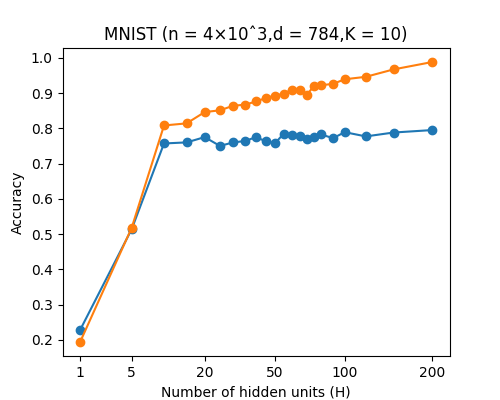 MNIST (n = 4×10ˆ3,d = 784,K = 10)
1.0
0.9
0.8
0.7
0.6
0.5
0.4
0.3
0.2
Accuracy
1 5 20 50 100 200
Number of hidden units (H)